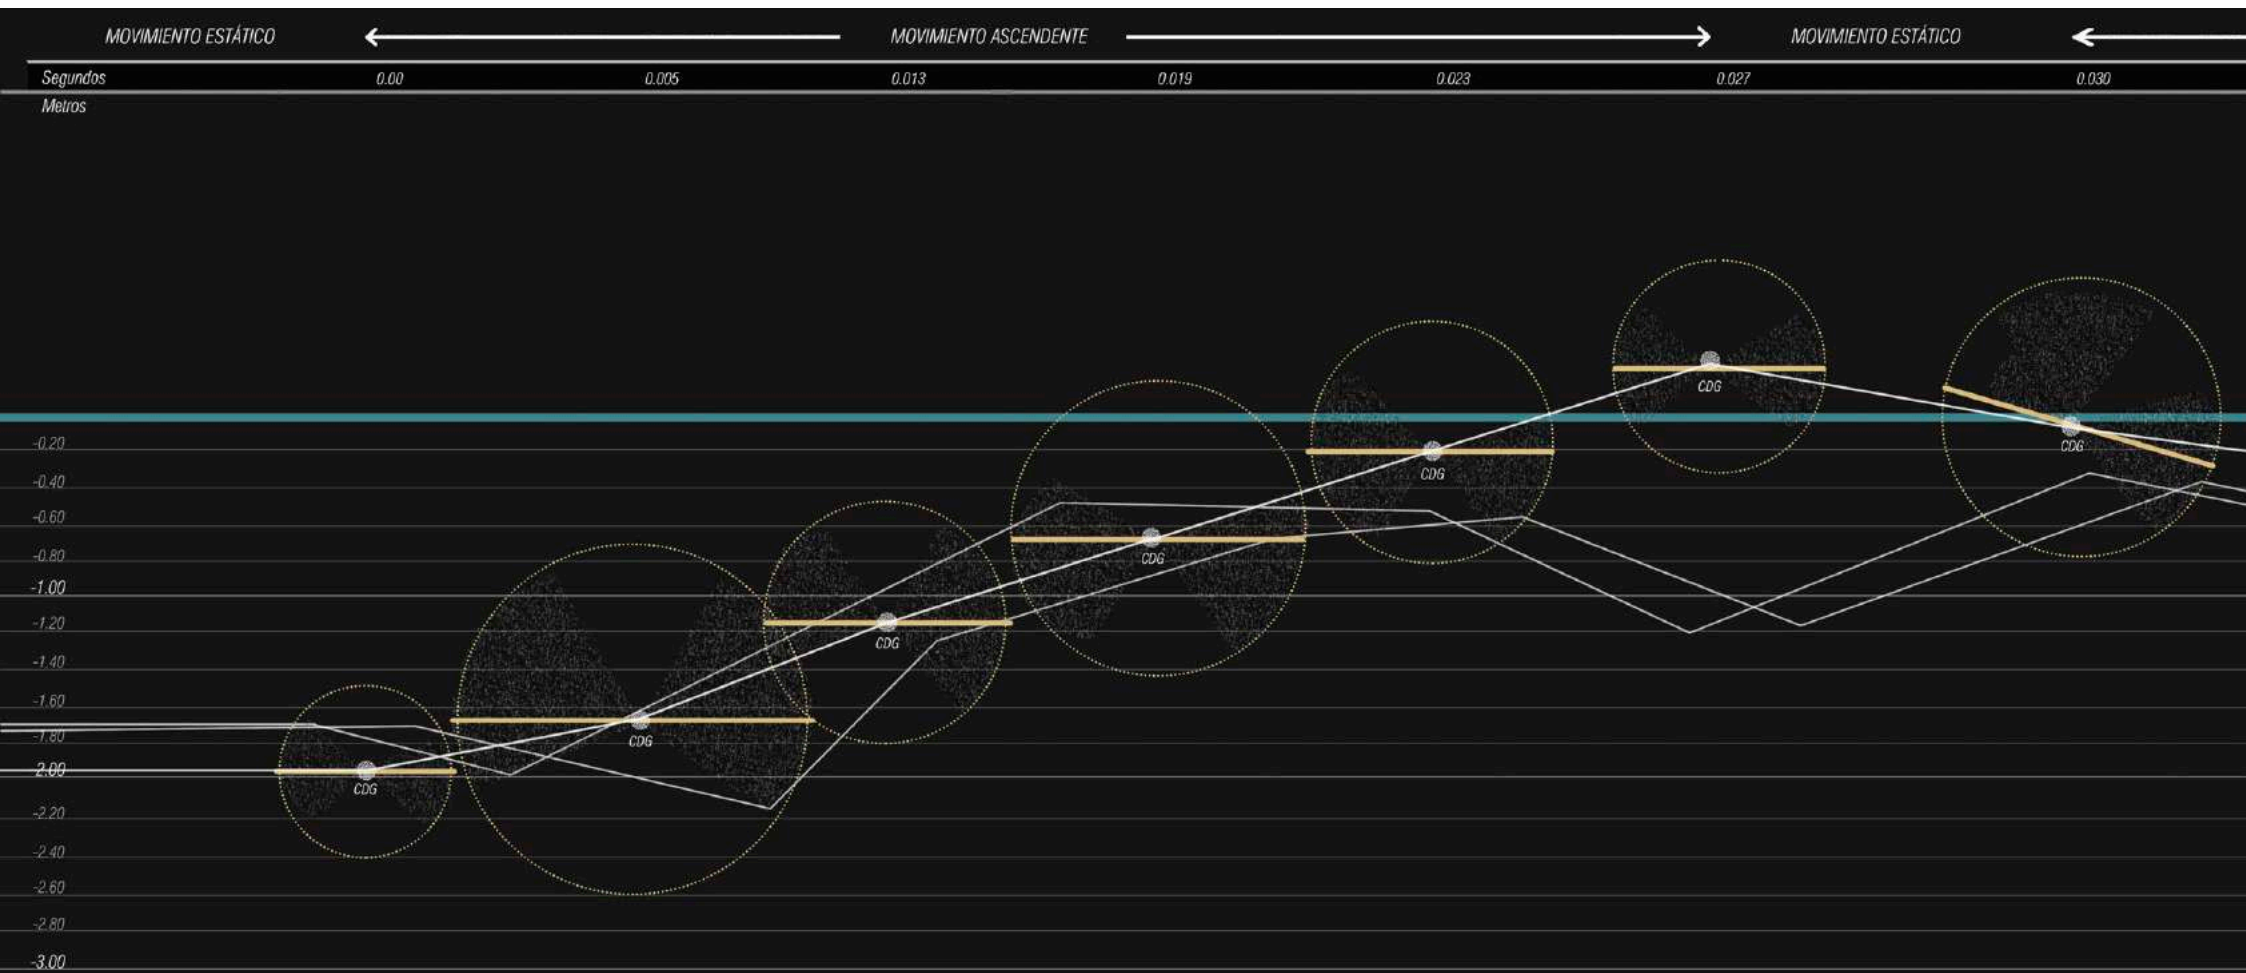 MOVIMIENTO ESTÁTICO MOVIMIENTO ASCENDENTE MOVIMIENTO ESTÁTICO
Segundos 0.00 0.005 0.013 0.019 0.023 0.027 0.030
Metros
CDG
CDG
-0.20
CDG
CDG
-0.40
-0.60
-0.80
CDG
-1.00
-1.20
CDG
-1.40
-1.60
-1.80
CDG
-2.00
CDG
-2.20
-2.40
-2.60
-2.80
-3.00